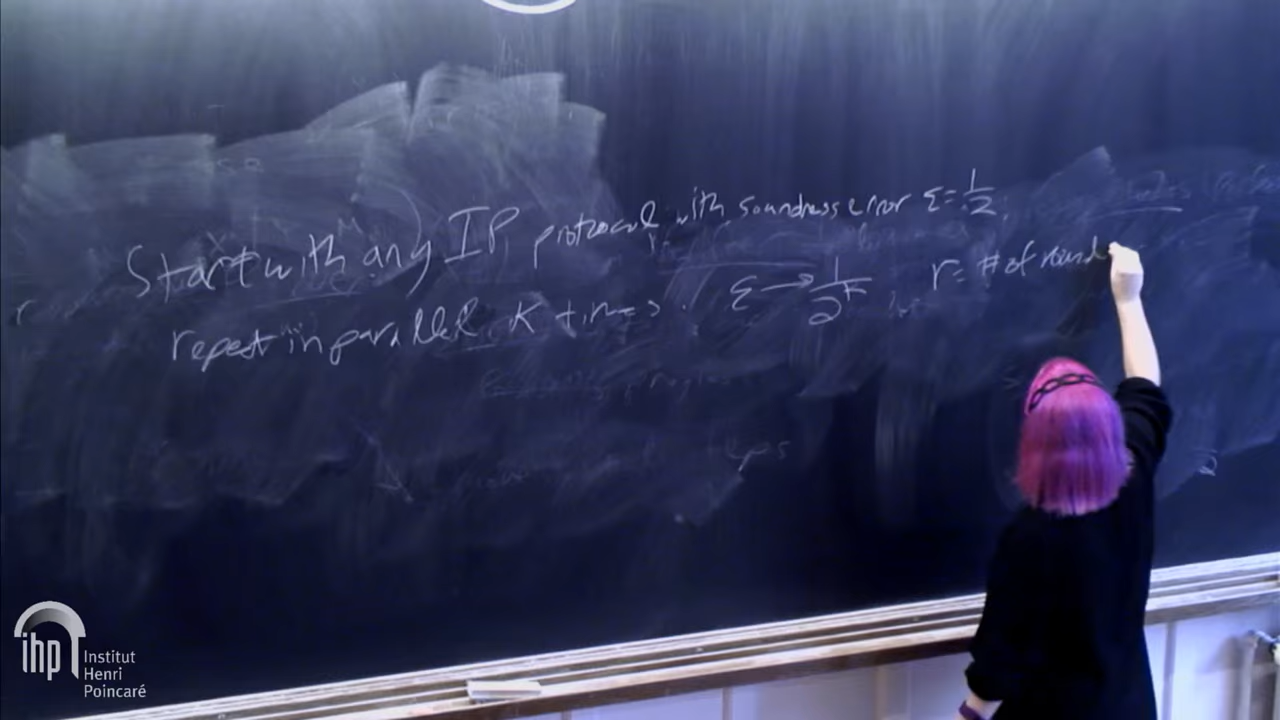 Start with any IP protocol with soundness error ε = 1/2.
repeat in parallel K times. ε → 1/2^k r = # of round
ihp Institut
Henri
Poincaré